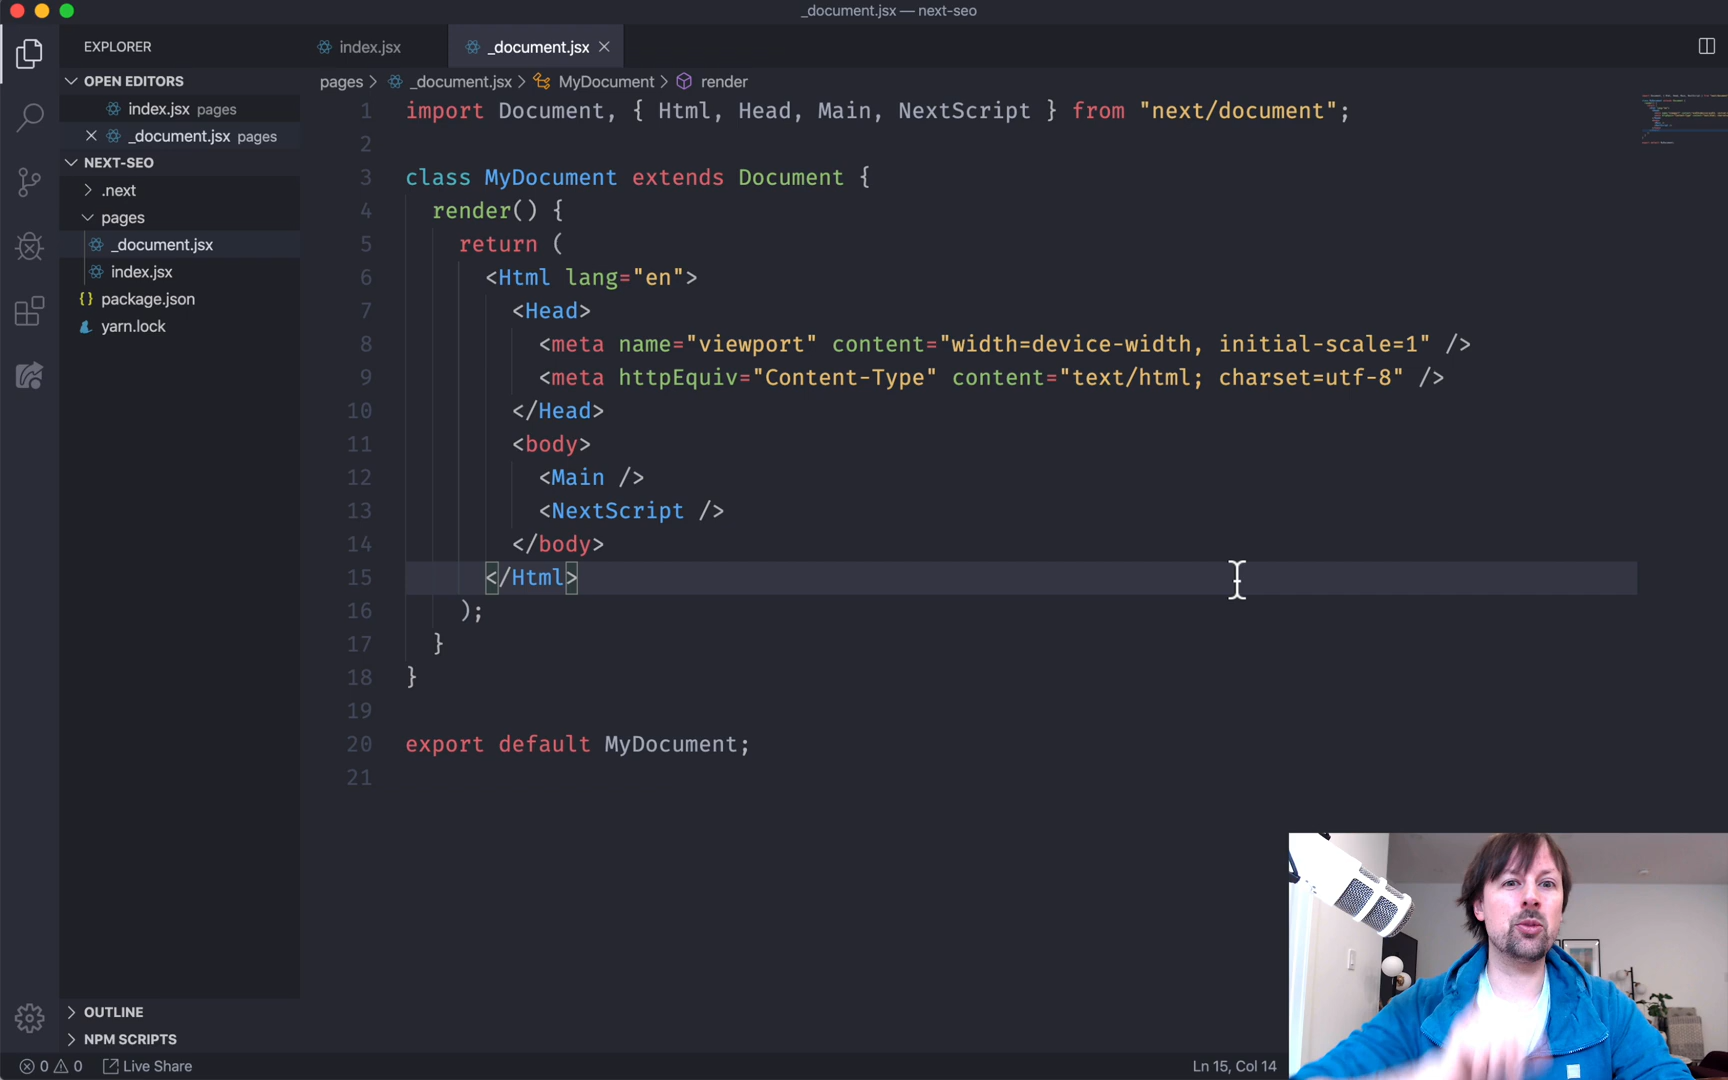 _document.jsx — next-seo
EXPLORER
index.jsx
_document.jsx
OPEN EDITORS
index.jsx pages
_document.jsx pages
NEXT-SEO
.next
pages
_document.jsx
index.jsx
{} package.json
yarn.lock
pages > _document.jsx > MyDocument > render
1 import Document, { Html, Head, Main, NextScript } from "next/document";
2
3 class MyDocument extends Document {
4 render() {
5 return (
6 <Html lang="en">
7 <Head>
8 <meta name="viewport" content="width=device-width, initial-scale=1" />
9 <meta httpEquiv="Content-Type" content="text/html; charset=utf-8" />
10 </Head>
11 <body>
12 <Main />
13 <NextScript />
14 </body>
15 </Html>
16 );
17 }
18 }
19
20 export default MyDocument;
21
OUTLINE
NPM SCRIPTS
0 0 Live Share
Ln 15, Col 14